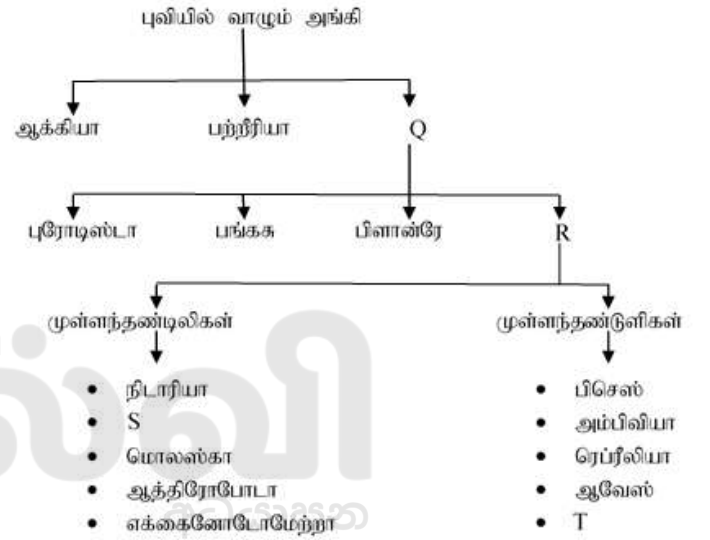 புவியில் வாழும் அங்கி
ஆக்கியா பற்றீரியா Q
புரோடிஸ்டா பங்கசு பிளான்ரே R
முள்ளந்தண்டிலிகள் முள்ளந்தண்டுளிகள்
• நிடாரியா • பிசெஸ்
• S • அம்பிவியா
• மொலஸ்கா • ரெப்ரீலியா
• ஆத்திரோபோடா • ஆவேஸ்
• எக்கைனோடோமேற்றா • T
ல்வி